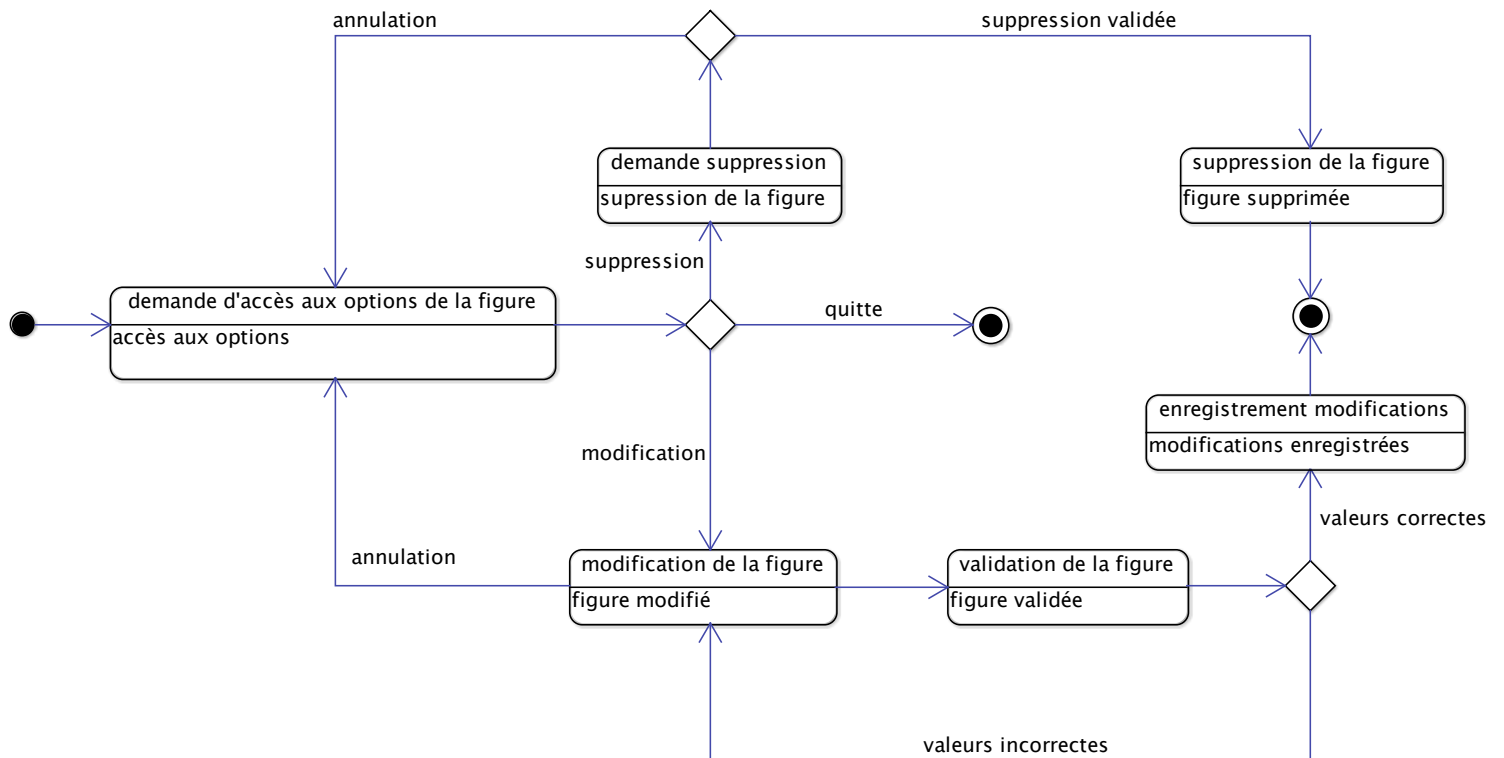 annulation
suppression validée
demande suppression
supression de la figure
suppression de la figure
figure supprimée
suppression
demande d'accès aux options de la figure
accès aux options
quitte
enregistrement modifications
modifications enregistrées
modification
valeurs correctes
annulation
modification de la figure
figure modifié
validation de la figure
figure validée
valeurs incorrectes